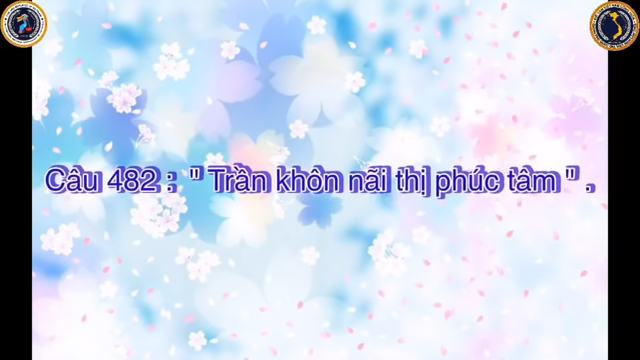 Câu 482 : " Trần khôn nãi thị phúc tâm " .